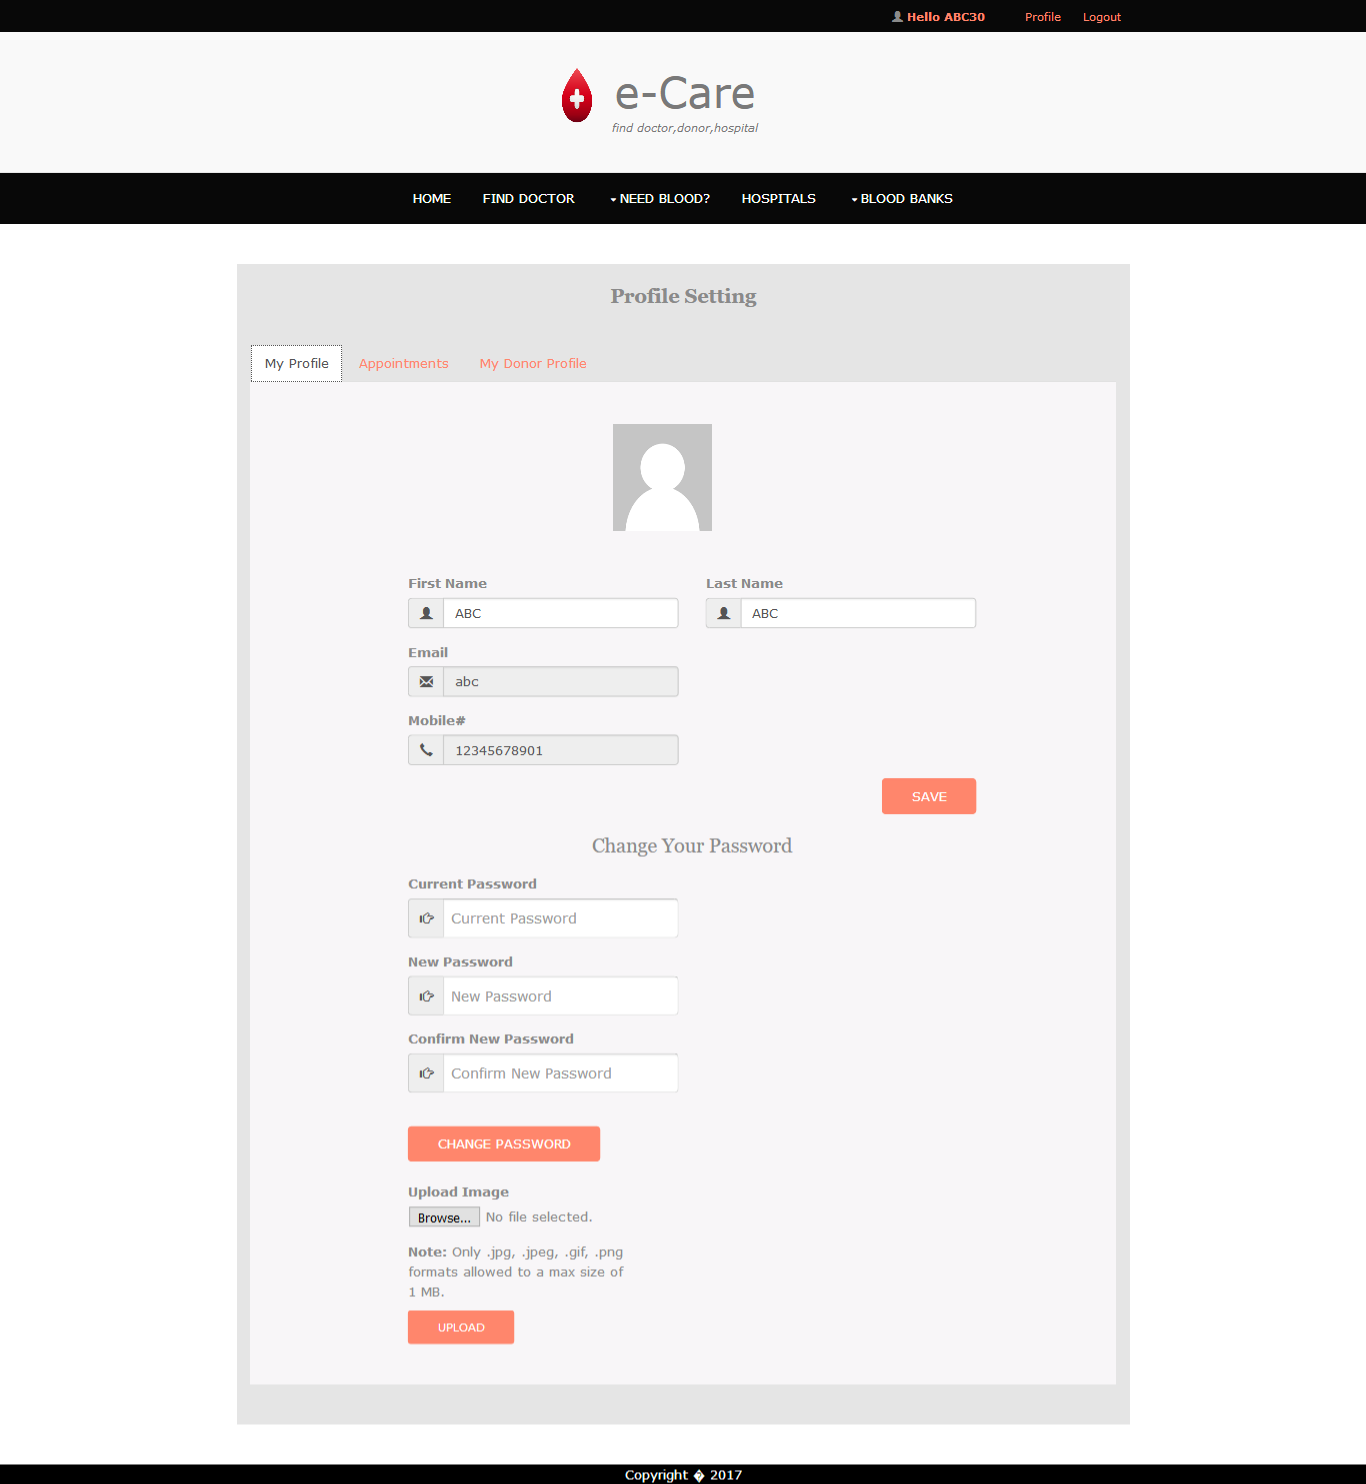 Hello ABC30 Profile Logout
e-Care
find doctor,donor,hospital
HOME FIND DOCTOR NEED BLOOD? HOSPITALS BLOOD BANKS
Profile Setting
My Profile Appointments My Donor Profile
First Name Last Name
ABC ABC
Email
abc
Mobile#
12345678901
SAVE
Change Your Password
Current Password
Current Password
New Password
New Password
Confirm New Password
Confirm New Password
CHANGE PASSWORD
Upload Image
Browse... No file selected.
Note: Only .jpg, .jpeg, .gif, .png
formats allowed to a max size of
1 MB.
UPLOAD
Copyright � 2017